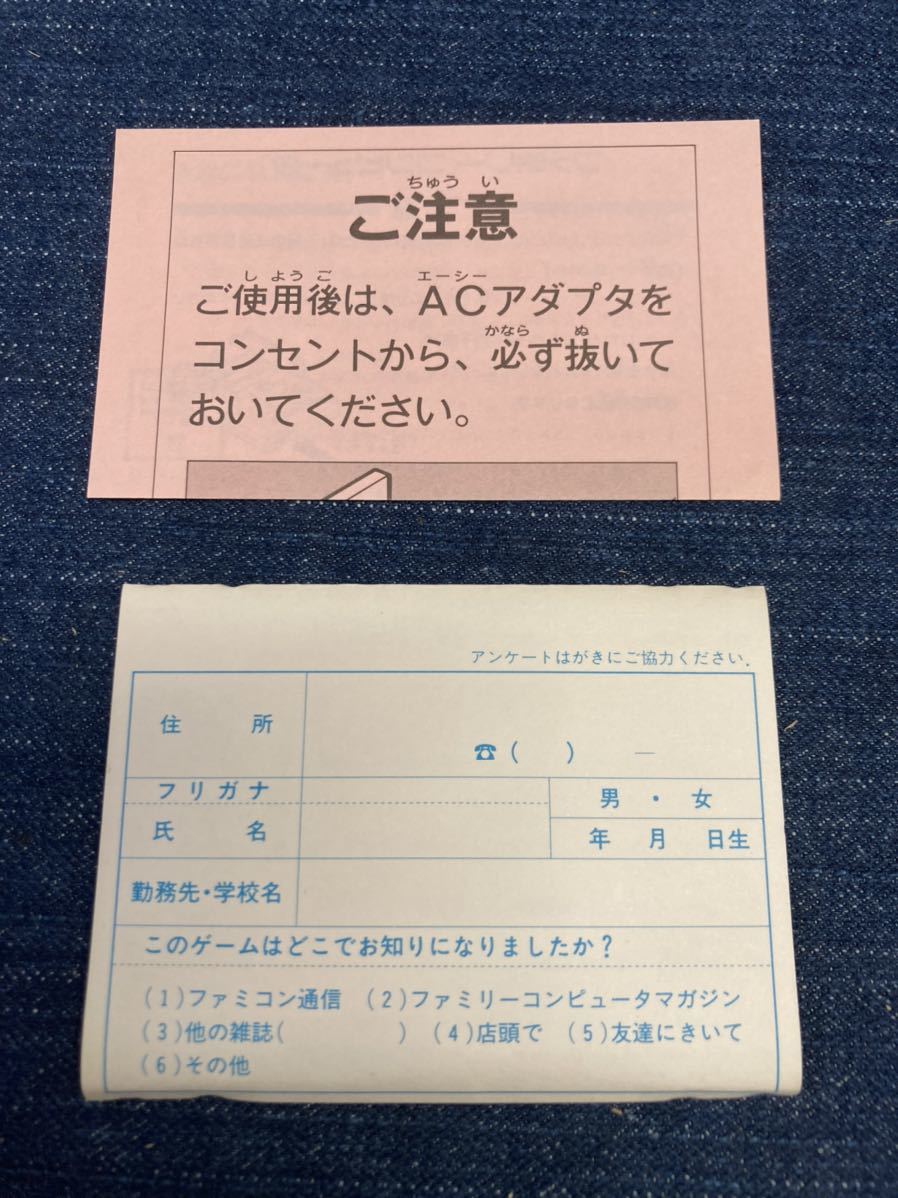 ちゅう い
ご注意
し よう ご エーシー
ご使用後は、ACアダプタを
かなら ぬ
コンセントから、必ず抜いて
おいてください。
アンケートはがきにご協力ください.
住 所
☎( ) —
フリガナ
男 ・ 女
氏 名
年 月 日生
勤務先・学校名
このゲームはどこでお知りになりましたか?
(1)ファミコン通信 (2)ファミリーコンピュータマガジン
(3)他の雑誌( ) (4)店頭で (5)友達にきいて
(6)その他